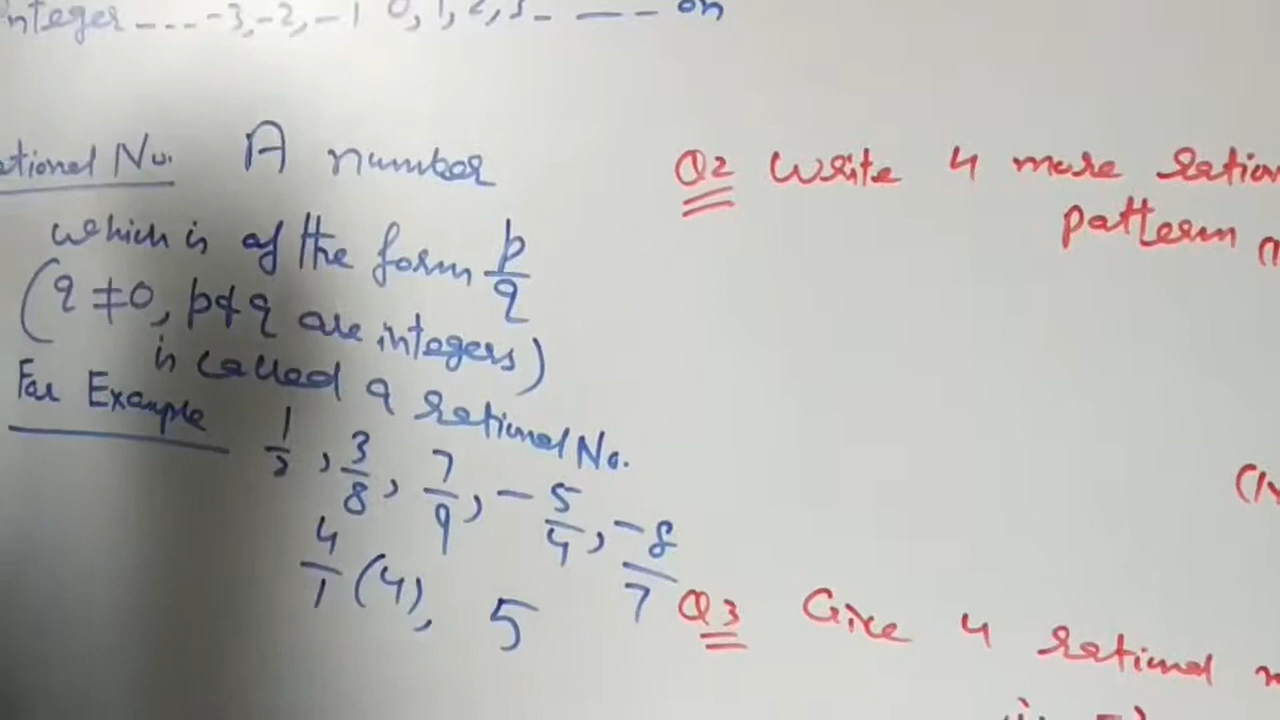 nteger ---- -3, -2, -1 0, 1, 2, 3 - — — — on
ational No. A number
which is of the form p/q
(q ≠ 0, p & q are integers)
is called a rational No.
For Example 1/2, 3/8, 7/9, -5/4, -8/7
4/1 (4), 5
Q2 Write 4 more ration
pattern (
(
Q3 Give 4 rational n